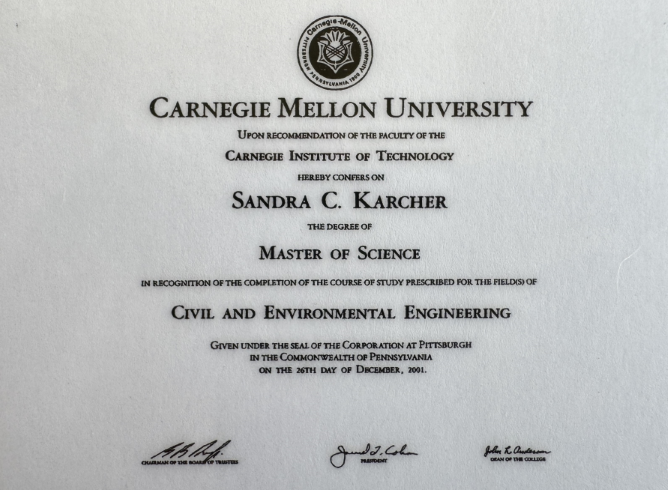 Carnegie-Mellon University
PITTSBURGH PENNSYLVANIA 1900
CARNEGIE MELLON UNIVERSITY
UPON RECOMMENDATION OF THE FACULTY OF THE
CARNEGIE INSTITUTE OF TECHNOLOGY
HEREBY CONFERS ON
SANDRA C. KARCHER
THE DEGREE OF
MASTER OF SCIENCE
IN RECOGNITION OF THE COMPLETION OF THE COURSE OF STUDY PRESCRIBED FOR THE FIELD(S) OF
CIVIL AND ENVIRONMENTAL ENGINEERING
GIVEN UNDER THE SEAL OF THE CORPORATION AT PITTSBURGH
IN THE COMMONWEALTH OF PENNSYLVANIA
ON THE 26TH DAY OF DECEMBER, 2001.
John L. Anderson
CHAIRMAN OF THE BOARD OF TRUSTEES PRESIDENT DEAN OF THE COLLEGE